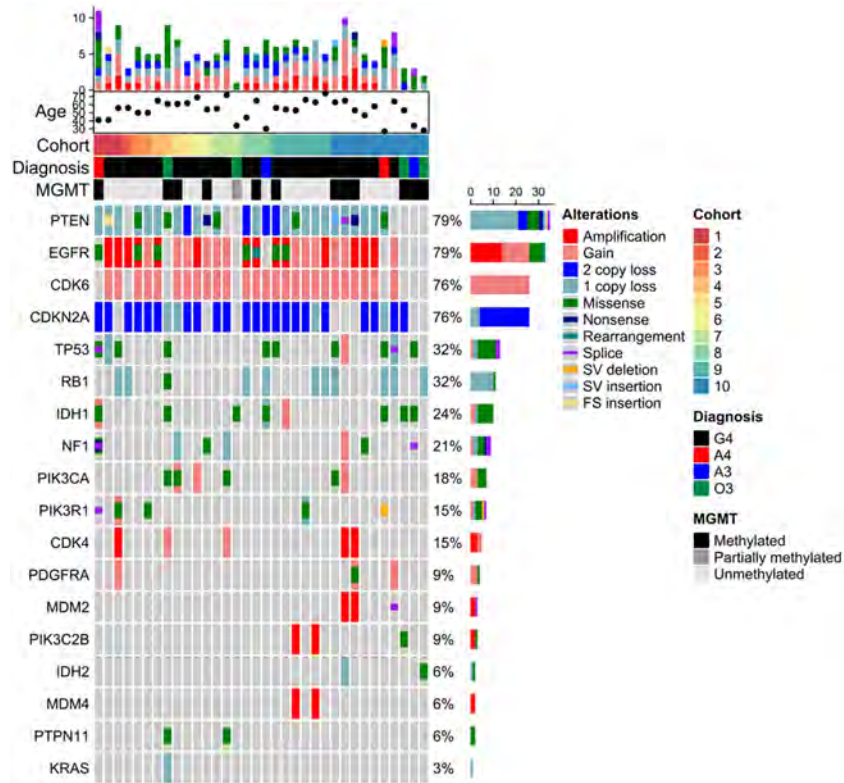 10
5
0
Age
70
60
50
40
30
Cohort
Diagnosis
MGMT
0 10 20 30
PTEN 79%
EGFR 79%
CDK6 76%
CDKN2A 76%
TP53 32%
RB1 32%
IDH1 24%
NF1 21%
PIK3CA 18%
PIK3R1 15%
CDK4 15%
PDGFRA 9%
MDM2 9%
PIK3C2B 9%
IDH2 6%
MDM4 6%
PTPN11 6%
KRAS 3%
Alterations
Amplification
Gain
2 copy loss
1 copy loss
Missense
Nonsense
Rearrangement
Splice
SV deletion
SV insertion
FS insertion
Cohort
1
2
3
4
5
6
7
8
9
10
Diagnosis
G4
A4
A3
O3
MGMT
Methylated
Partially methylated
Unmethylated